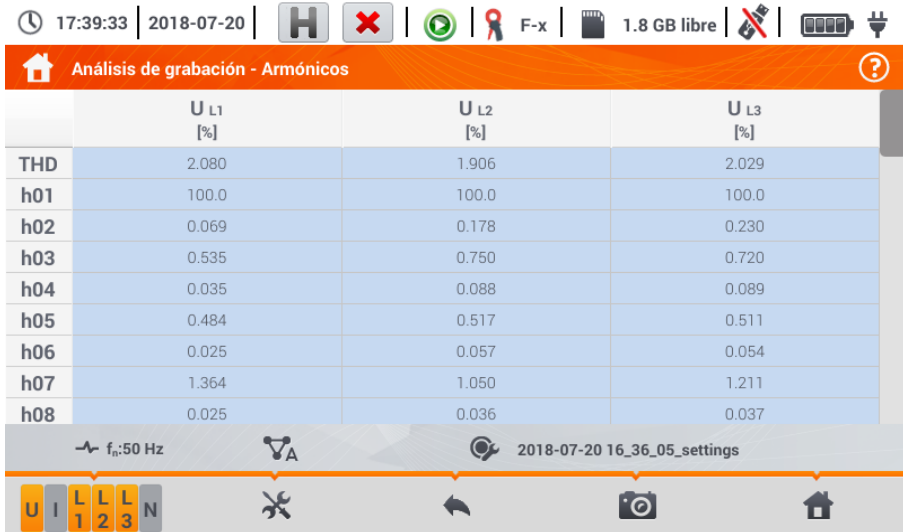 17:39:33 2018-07-20 H F-x 1.8 GB libre
Análisis de grabación - Armónicos ?
U L1 U L2 U L3
[%] [%] [%]
THD 2.080 1.906 2.029
h01 100.0 100.0 100.0
h02 0.069 0.178 0.230
h03 0.535 0.750 0.720
h04 0.035 0.088 0.089
h05 0.484 0.517 0.511
h06 0.025 0.057 0.054
h07 1.364 1.050 1.211
h08 0.025 0.036 0.037
fn:50 Hz A 2018-07-20 16_36_05_settings
U I L1 L2 L3 N